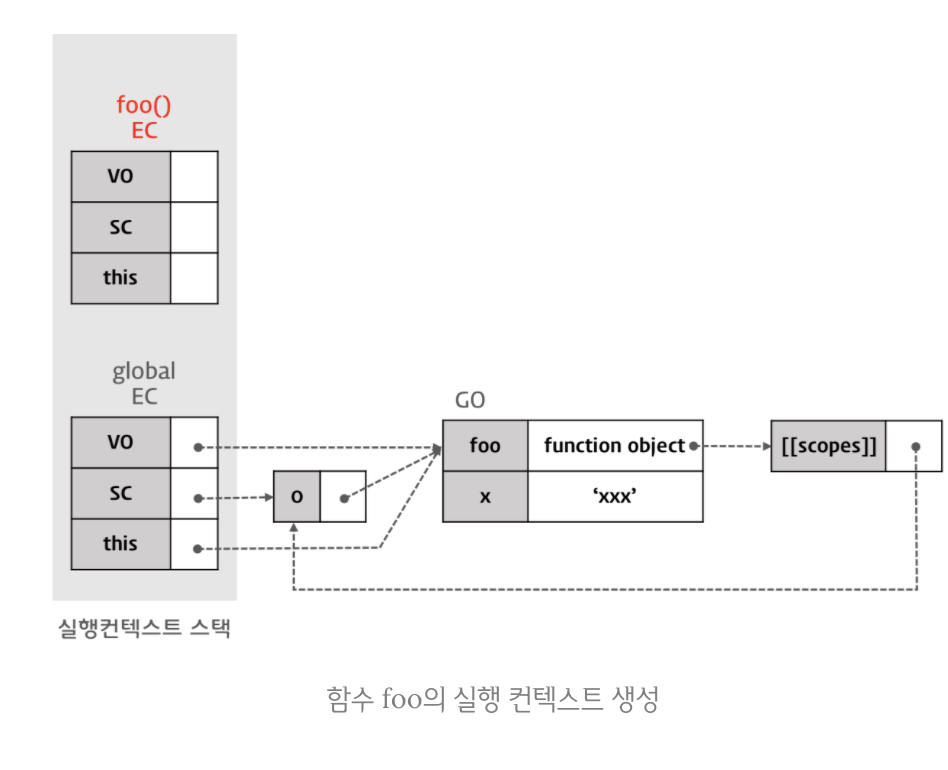 foo()
EC
VO
SC
this
global
EC
VO
SC
this
o
GO
foo function object
x ‘xxx’
[[scopes]]
실행컨텍스트 스택
함수 foo의 실행 컨텍스트 생성